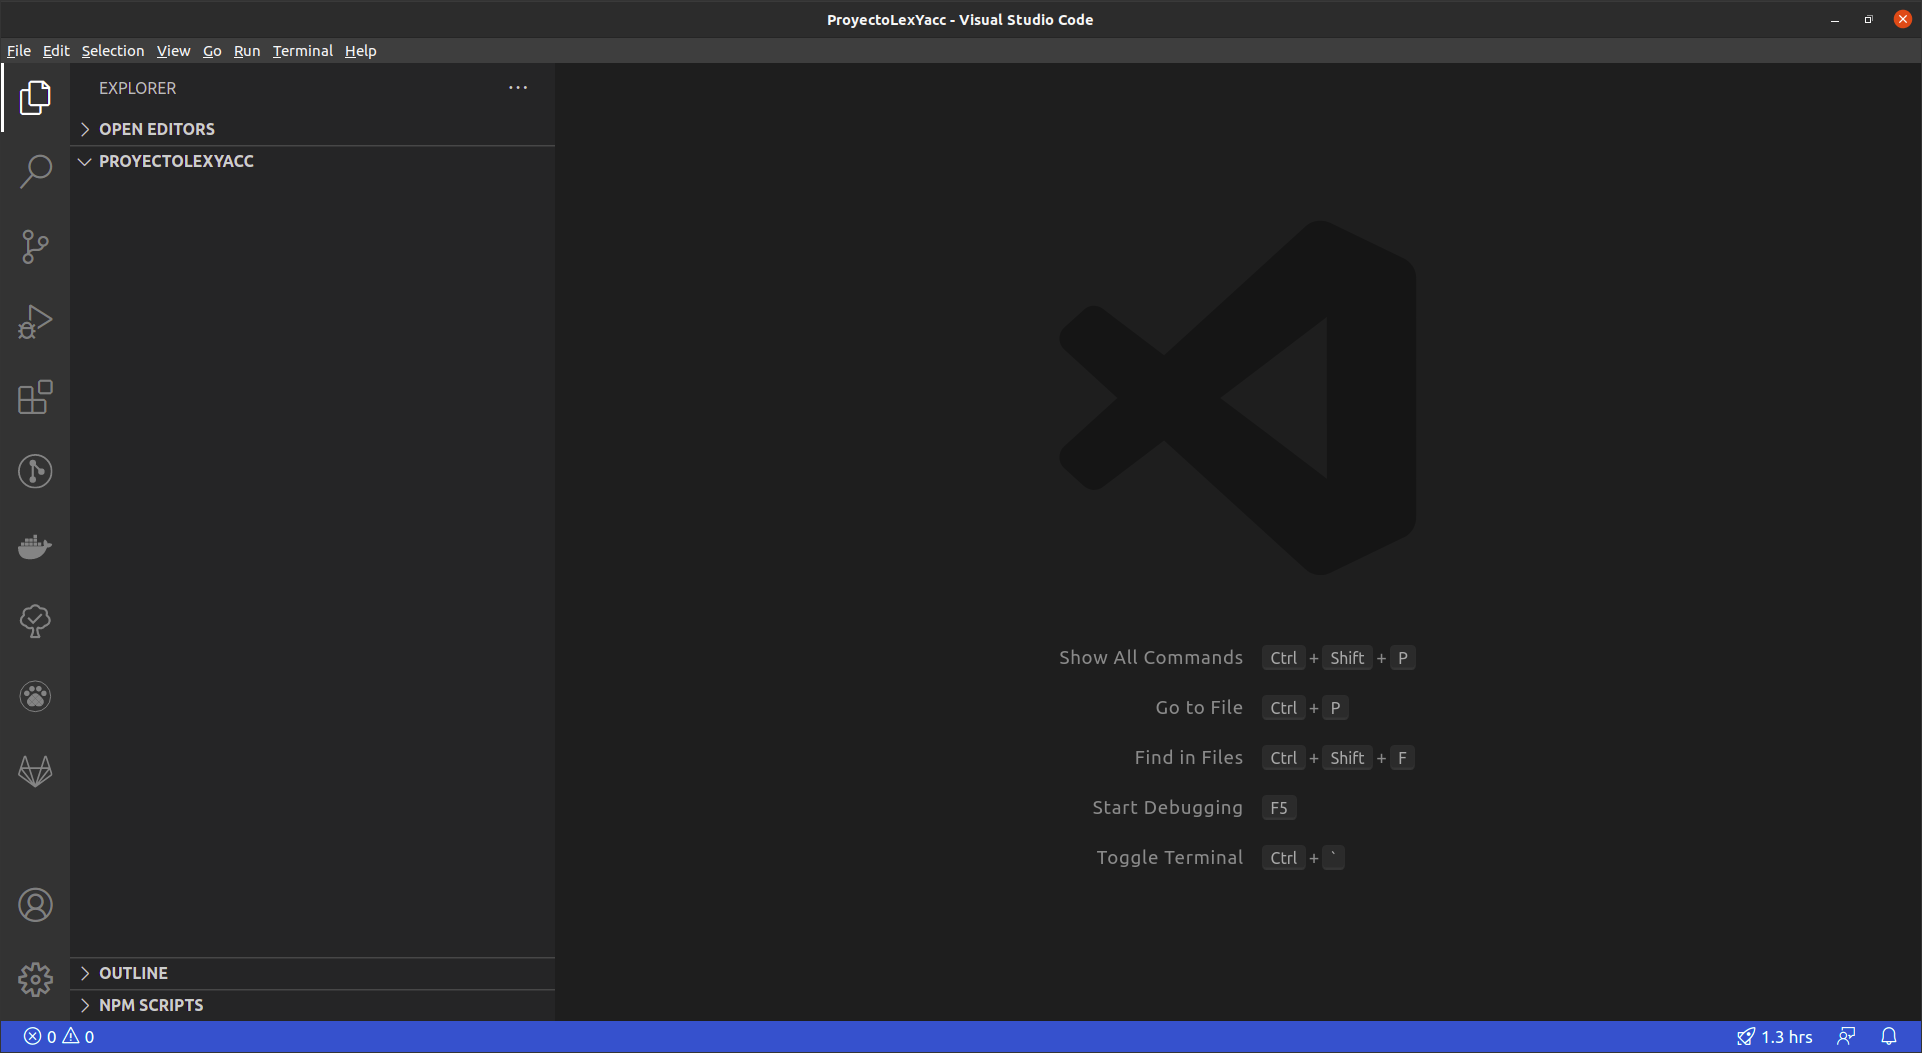 ProyectoLexYacc - Visual Studio Code
File Edit Selection View Go Run Terminal Help
EXPLORER ...
OPEN EDITORS
PROYECTOLEXYACC
Show All Commands Ctrl + Shift + P
Go to File Ctrl + P
Find in Files Ctrl + Shift + F
Start Debugging F5
Toggle Terminal Ctrl + `
OUTLINE
NPM SCRIPTS
0 0 1.3 hrs